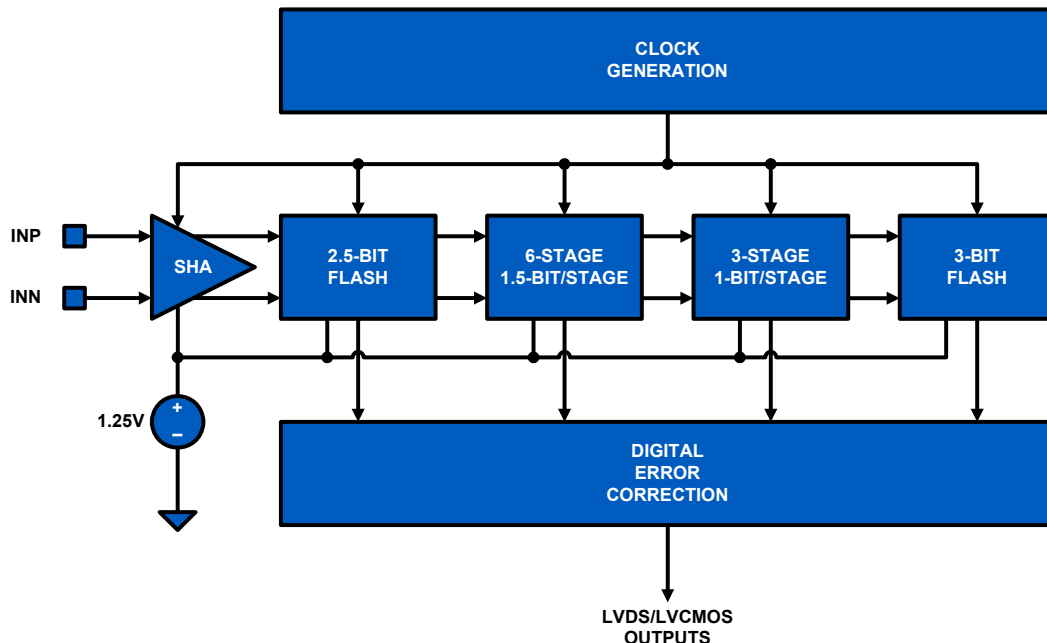 CLOCK
GENERATION
INP
INN
SHA
2.5-BIT
FLASH
6-STAGE
1.5-BIT/STAGE
3-STAGE
1-BIT/STAGE
3-BIT
FLASH
1.25V
+
−
DIGITAL
ERROR
CORRECTION
LVDS/LVCMOS
OUTPUTS